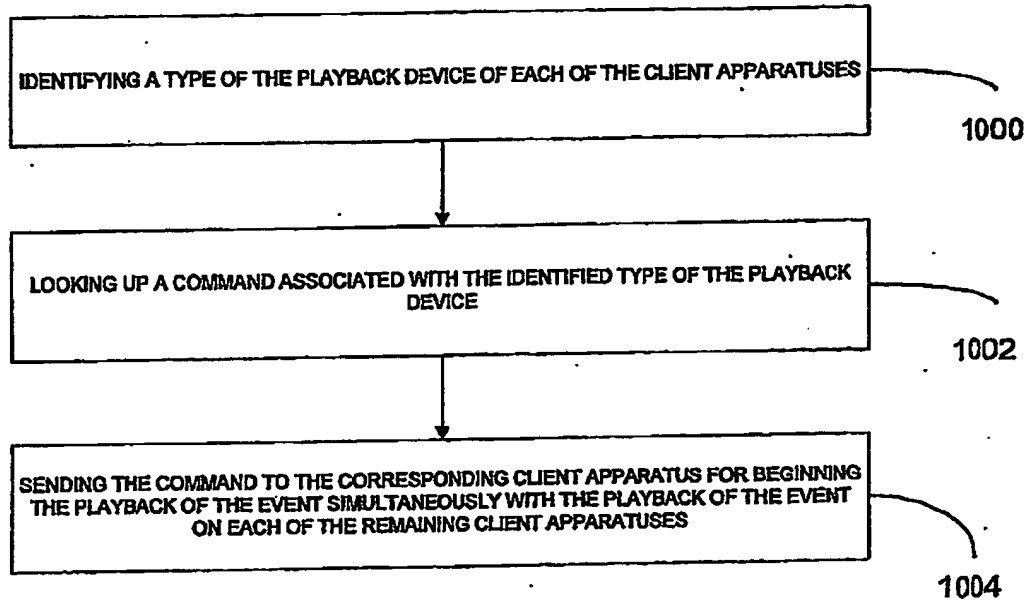 IDENTIFYING A TYPE OF THE PLAYBACK DEVICE OF EACH OF THE CLIENT APPARATUSES
1000
LOOKING UP A COMMAND ASSOCIATED WITH THE IDENTIFIED TYPE OF THE PLAYBACK
DEVICE
1002
SENDING THE COMMAND TO THE CORRESPONDING CLIENT APPARATUS FOR BEGINNING
THE PLAYBACK OF THE EVENT SIMULTANEOUSLY WITH THE PLAYBACK OF THE EVENT
ON EACH OF THE REMAINING CLIENT APPARATUSES
1004